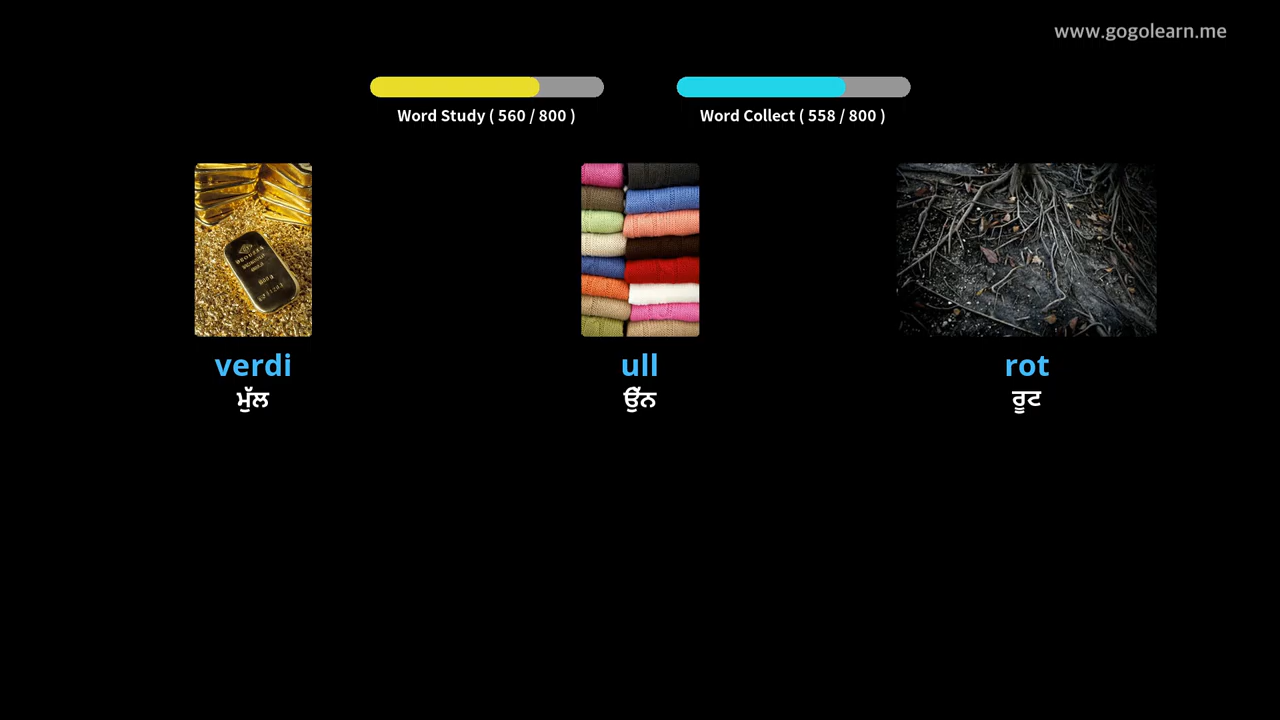 www.gogolearn.me
Word Study ( 560 / 800 )
Word Collect ( 558 / 800 )
verdi
ull
rot
ਮੁੱਲ
ਉੱਨ
ਰੂਟ